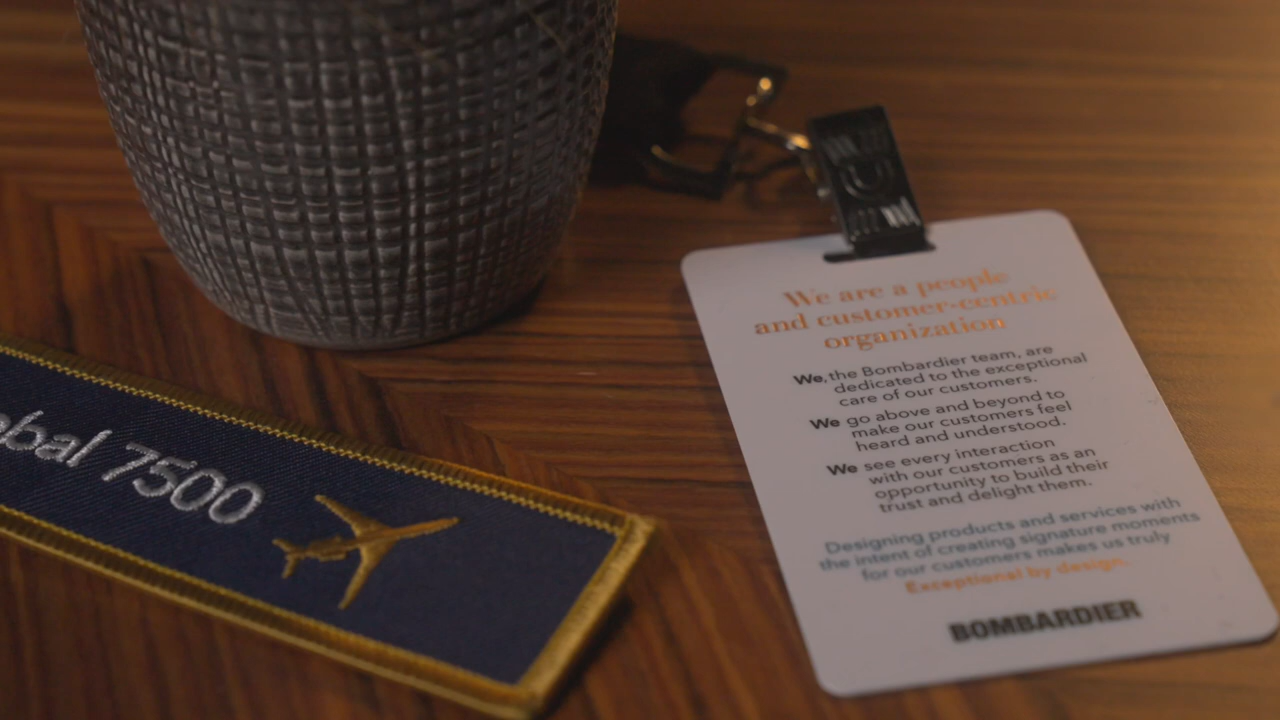 We are a people
and customer-centric
organization
We, the Bombardier team, are
dedicated to the exceptional
care of our customers.
We go above and beyond to
make our customers feel
heard and understood.
We see every interaction
with our customers as an
opportunity to build their
trust and delight them.
Designing products and services with
the intent of creating signature moments
for our customers makes us truly
Exceptional by design.
BOMBARDIER
obal 7500